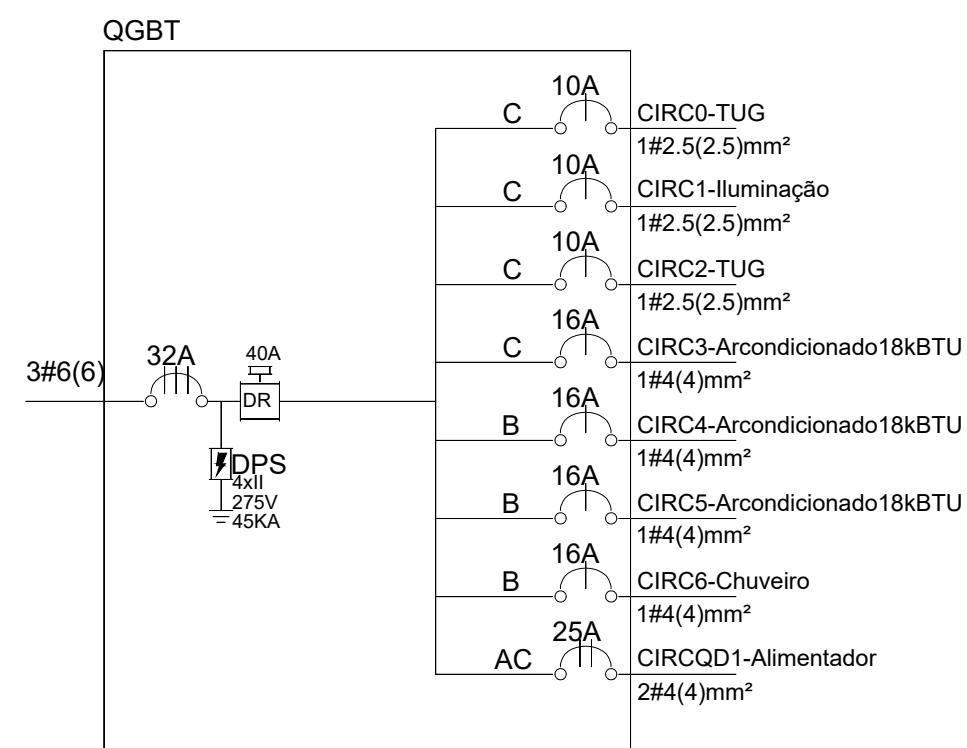 QGBT
3#6(6)
32A
40A
DR
DPS
4xII
275V
45KA
C
10A
CIRC0-TUG
1#2.5(2.5)mm²
C
10A
CIRC1-Iluminação
1#2.5(2.5)mm²
C
10A
CIRC2-TUG
1#2.5(2.5)mm²
C
16A
CIRC3-Arcondicionado18kBTU
1#4(4)mm²
B
16A
CIRC4-Arcondicionado18kBTU
1#4(4)mm²
B
16A
CIRC5-Arcondicionado18kBTU
1#4(4)mm²
B
16A
CIRC6-Chuveiro
1#4(4)mm²
AC
25A
CIRCQD1-Alimentador
2#4(4)mm²